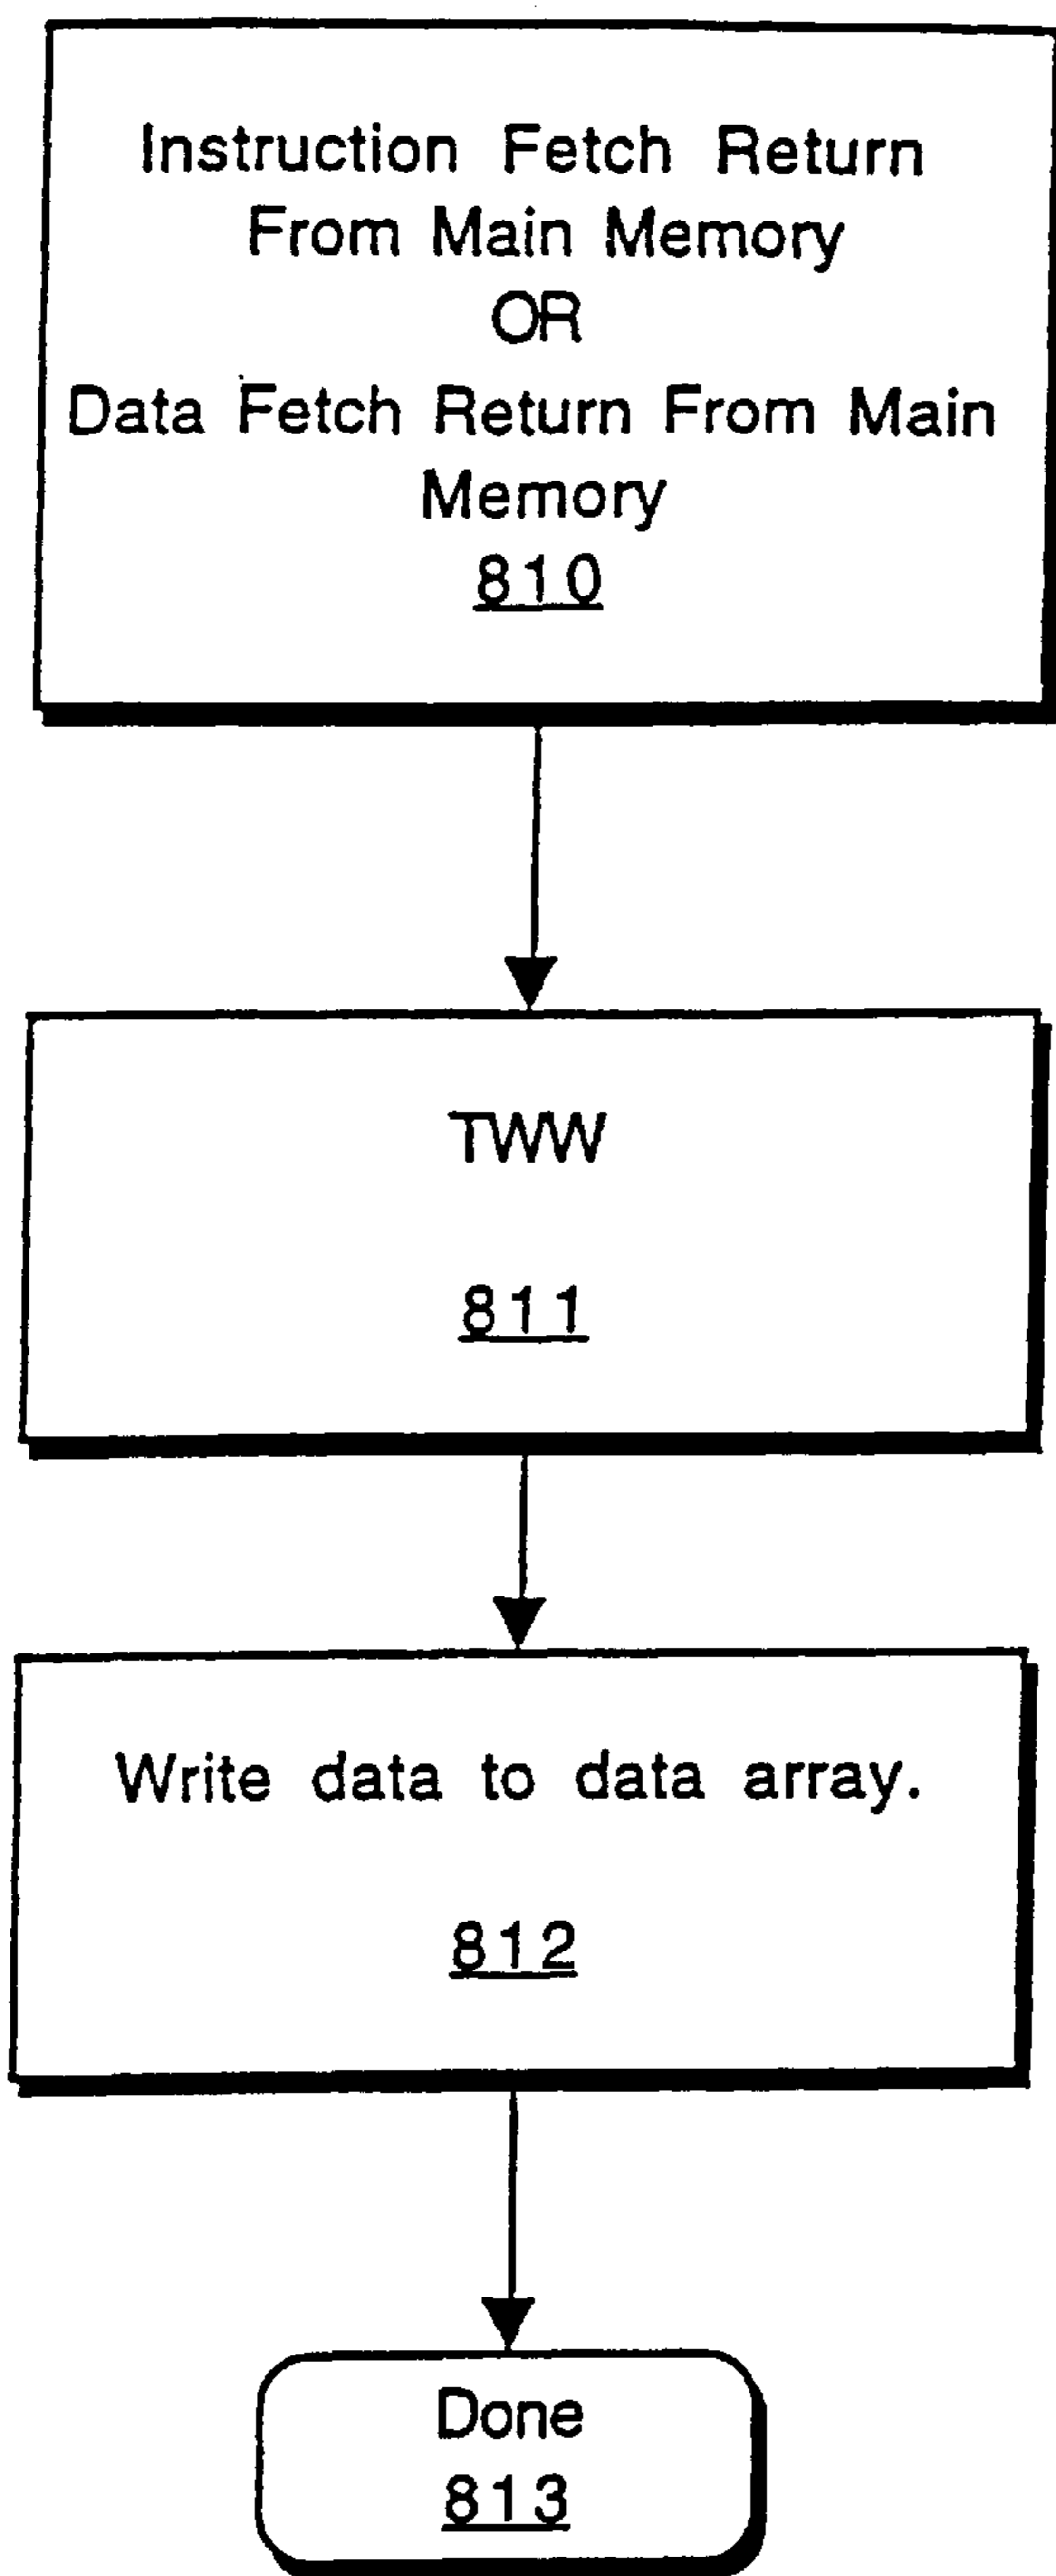 Instruction Fetch Return
From Main Memory
OR
Data Fetch Return From Main
Memory
810
TWW
811
Write data to data array.
812
Done
813